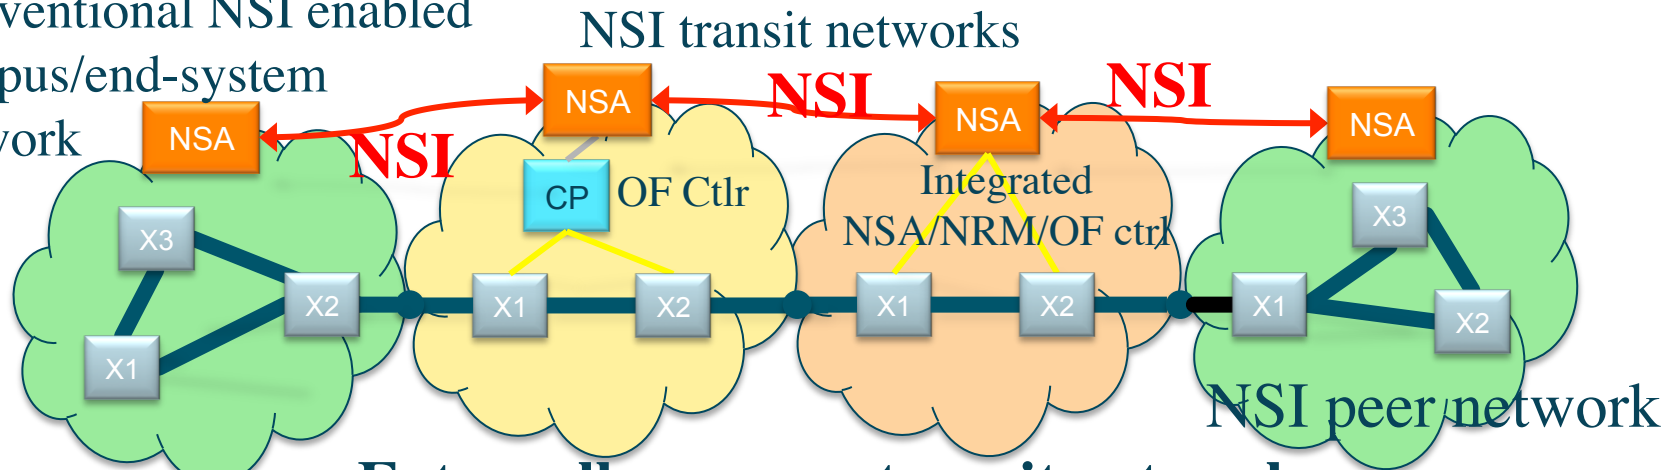 ventional NSI enabled
pus/end-system
work
NSI transit networks
NSA
NSI
NSA
NSI
NSA
NSI
NSA
CP
OF Ctlr
Integrated
NSA/NRM/OF ctrl
X3
X2
X1
X1
X2
X1
X2
X1
X3
X2
NSI peer network